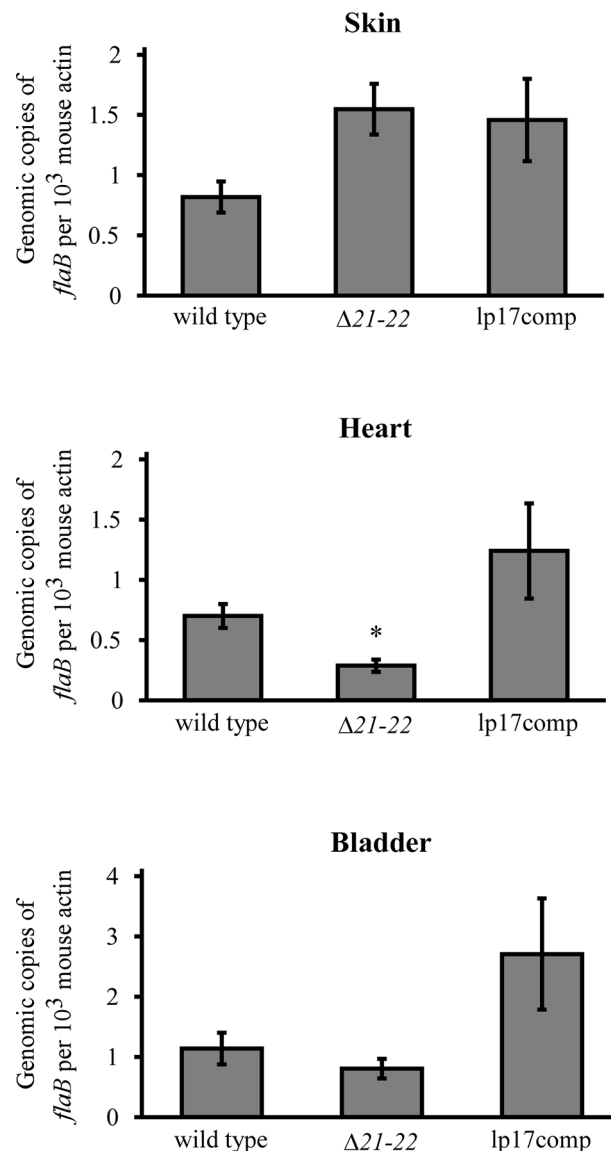 Skin
Genomic copies of
flaB per 10³ mouse actin
2
1.5
1
0.5
0
wild type Δ21-22 lp17comp
Heart
Genomic copies of
flaB per 10³ mouse actin
2
1.5
1
0.5
0
*
wild type Δ21-22 lp17comp
Bladder
Genomic copies of
flaB per 10³ mouse actin
4
3
2
1
0
wild type Δ21-22 lp17comp